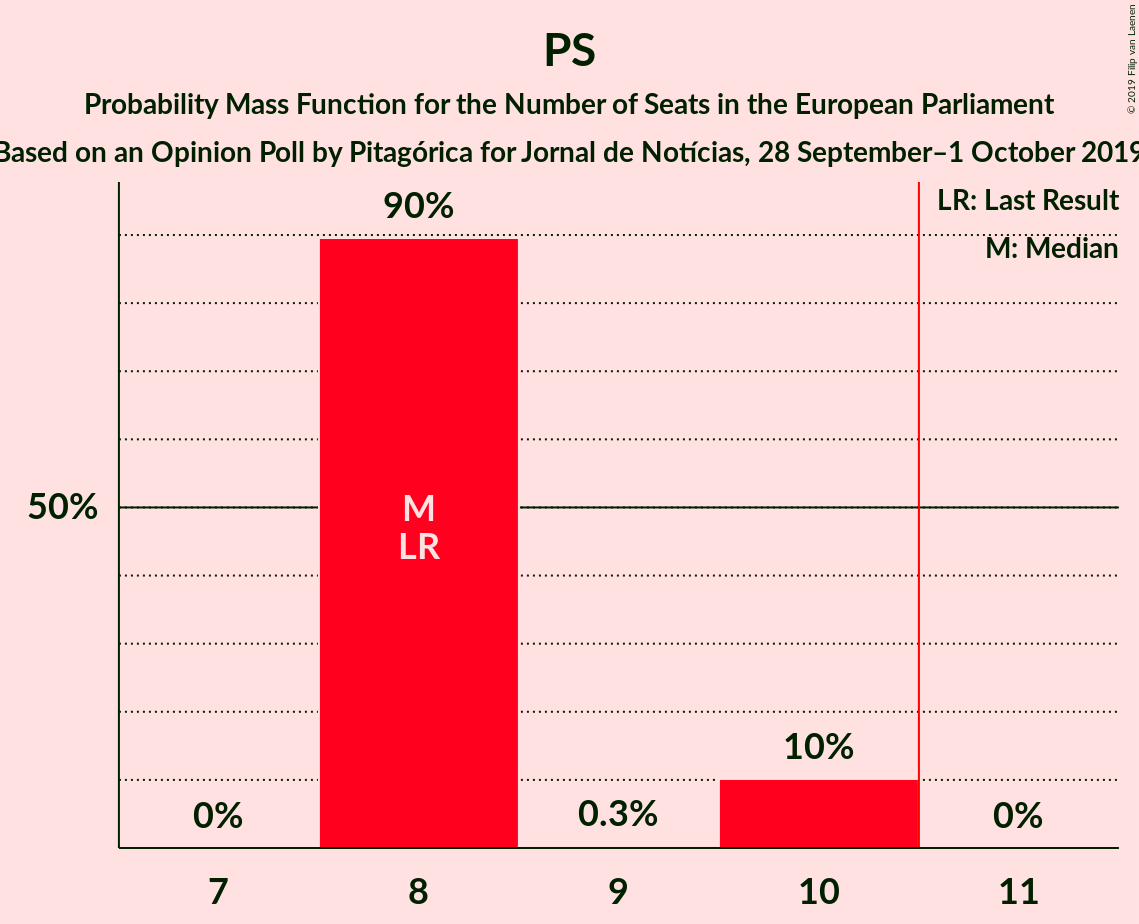 PS
Probability Mass Function for the Number of Seats in the European Parliament
Based on an Opinion Poll by Pitagórica for Jornal de Notícias, 28 September–1 October 2019
© 2019 Filip van Laenen
LR: Last Result
M: Median
90%
50%
M
LR
10%
0%
0.3%
0%
7
8
9
10
11